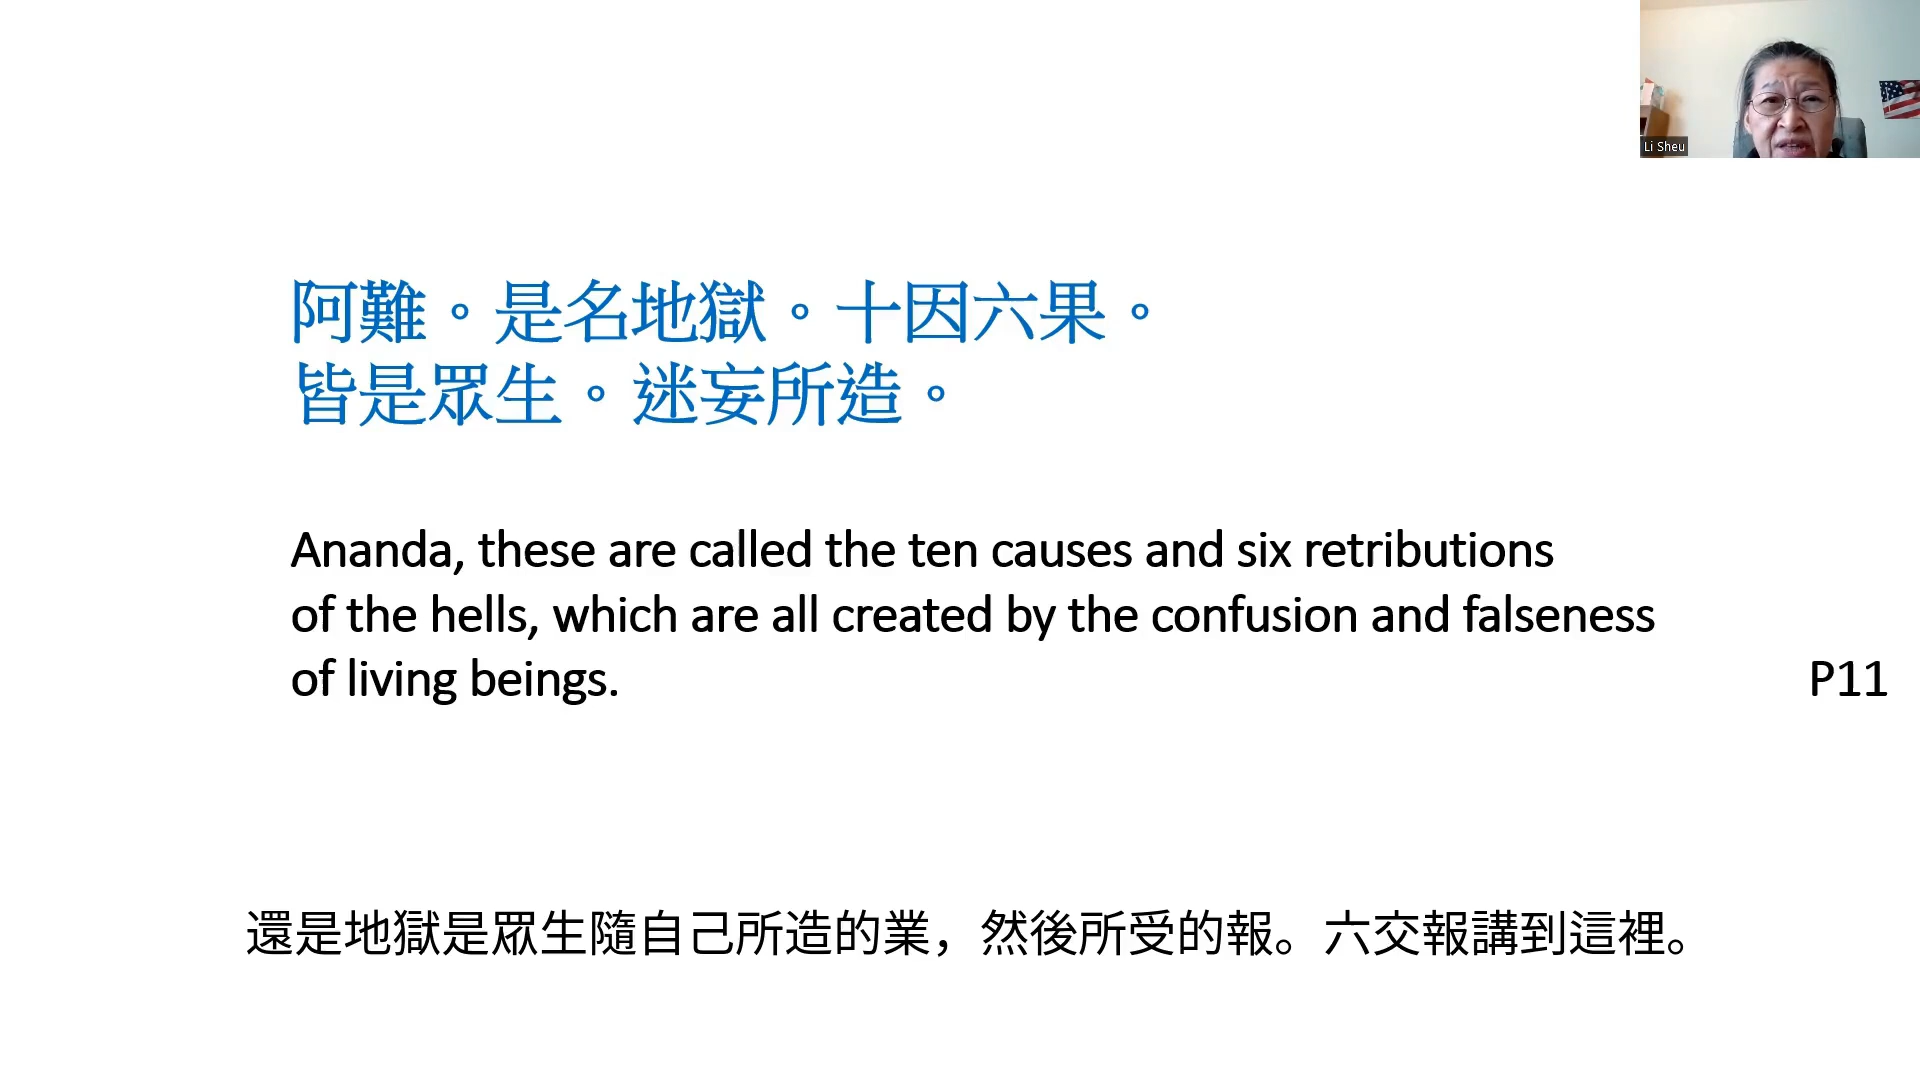 Li Sheu
阿難。是名地獄。十因六果。
皆是眾生。迷妄所造。
Ananda, these are called the ten causes and six retributions
of the hells, which are all created by the confusion and falseness
of living beings.
P11
還是地獄是眾生隨自己所造的業，然後所受的報。六交報講到這裡。